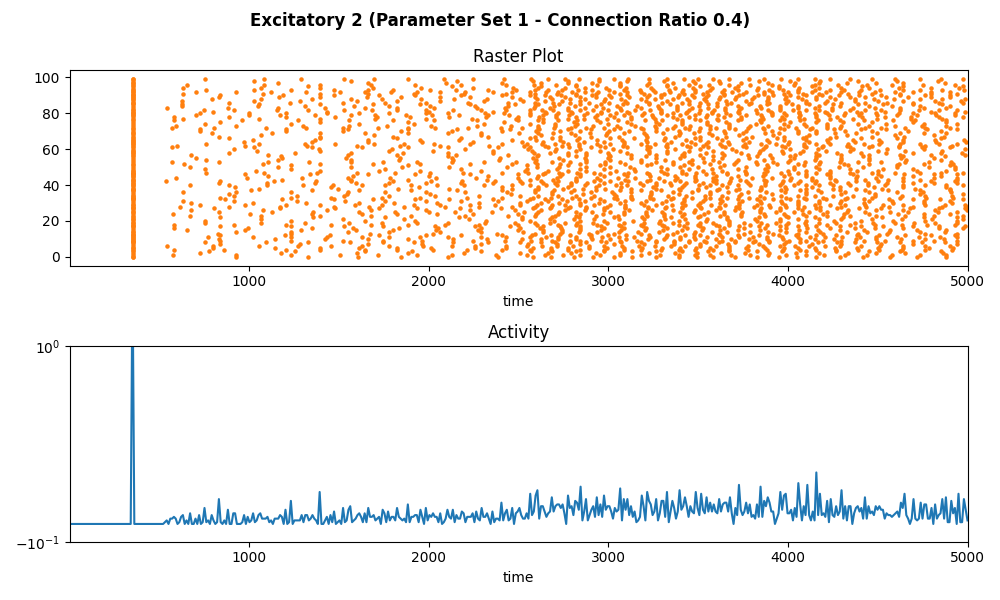 Excitatory 2 (Parameter Set 1 - Connection Ratio 0.4)
Raster Plot
100
80
60
40
20
0
1000 2000 3000 4000 5000
time
Activity
10^0
−10^−1
1000 2000 3000 4000 5000
time